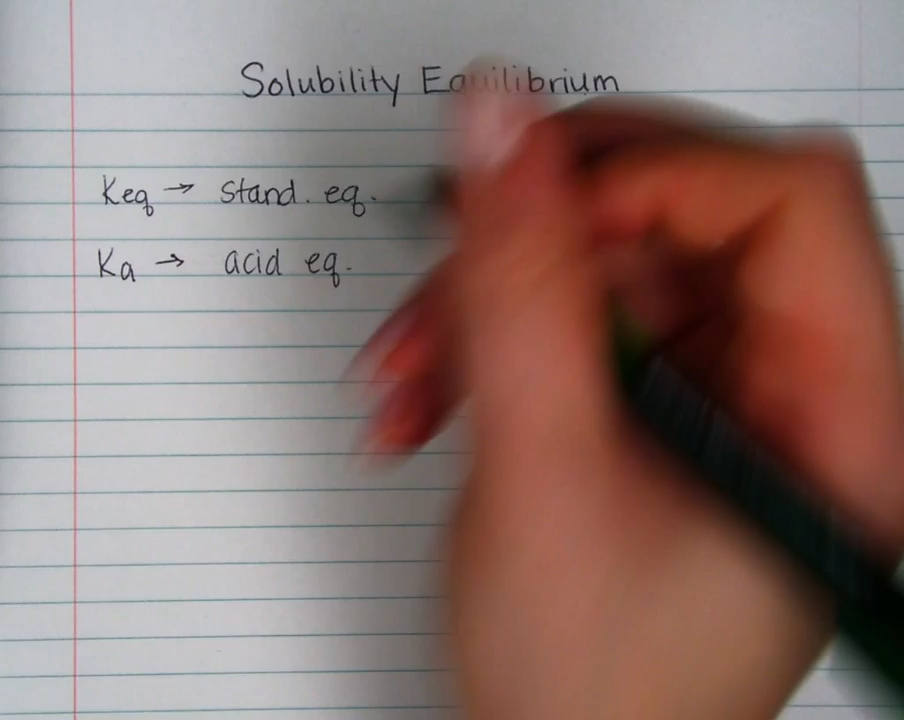 Solubility Equilibrium
Keq → stand. eq.
Ka → acid eq.